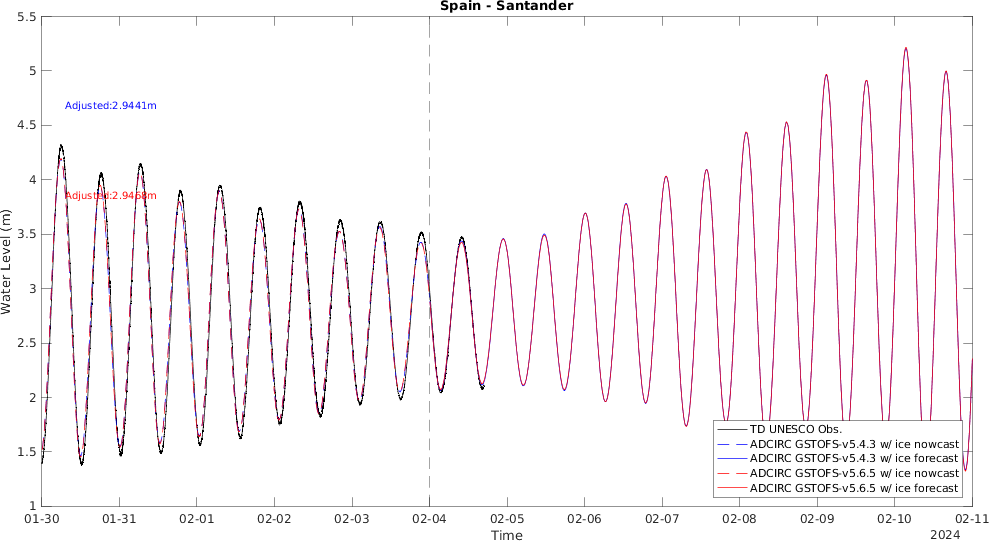 Spain - Santander
5.5
5
4.5
4
3.5
3
2.5
2
1.5
1
Water Level (m)
Adjusted:2.9441m
Adjusted:2.9468m
TD UNESCO Obs.
ADCIRC GSTOFS-v5.4.3 w/ ice nowcast
ADCIRC GSTOFS-v5.4.3 w/ ice forecast
ADCIRC GSTOFS-v5.6.5 w/ ice nowcast
ADCIRC GSTOFS-v5.6.5 w/ ice forecast
01-30 01-31 02-01 02-02 02-03 02-04 02-05 02-06 02-07 02-08 02-09 02-10 02-11
Time
2024